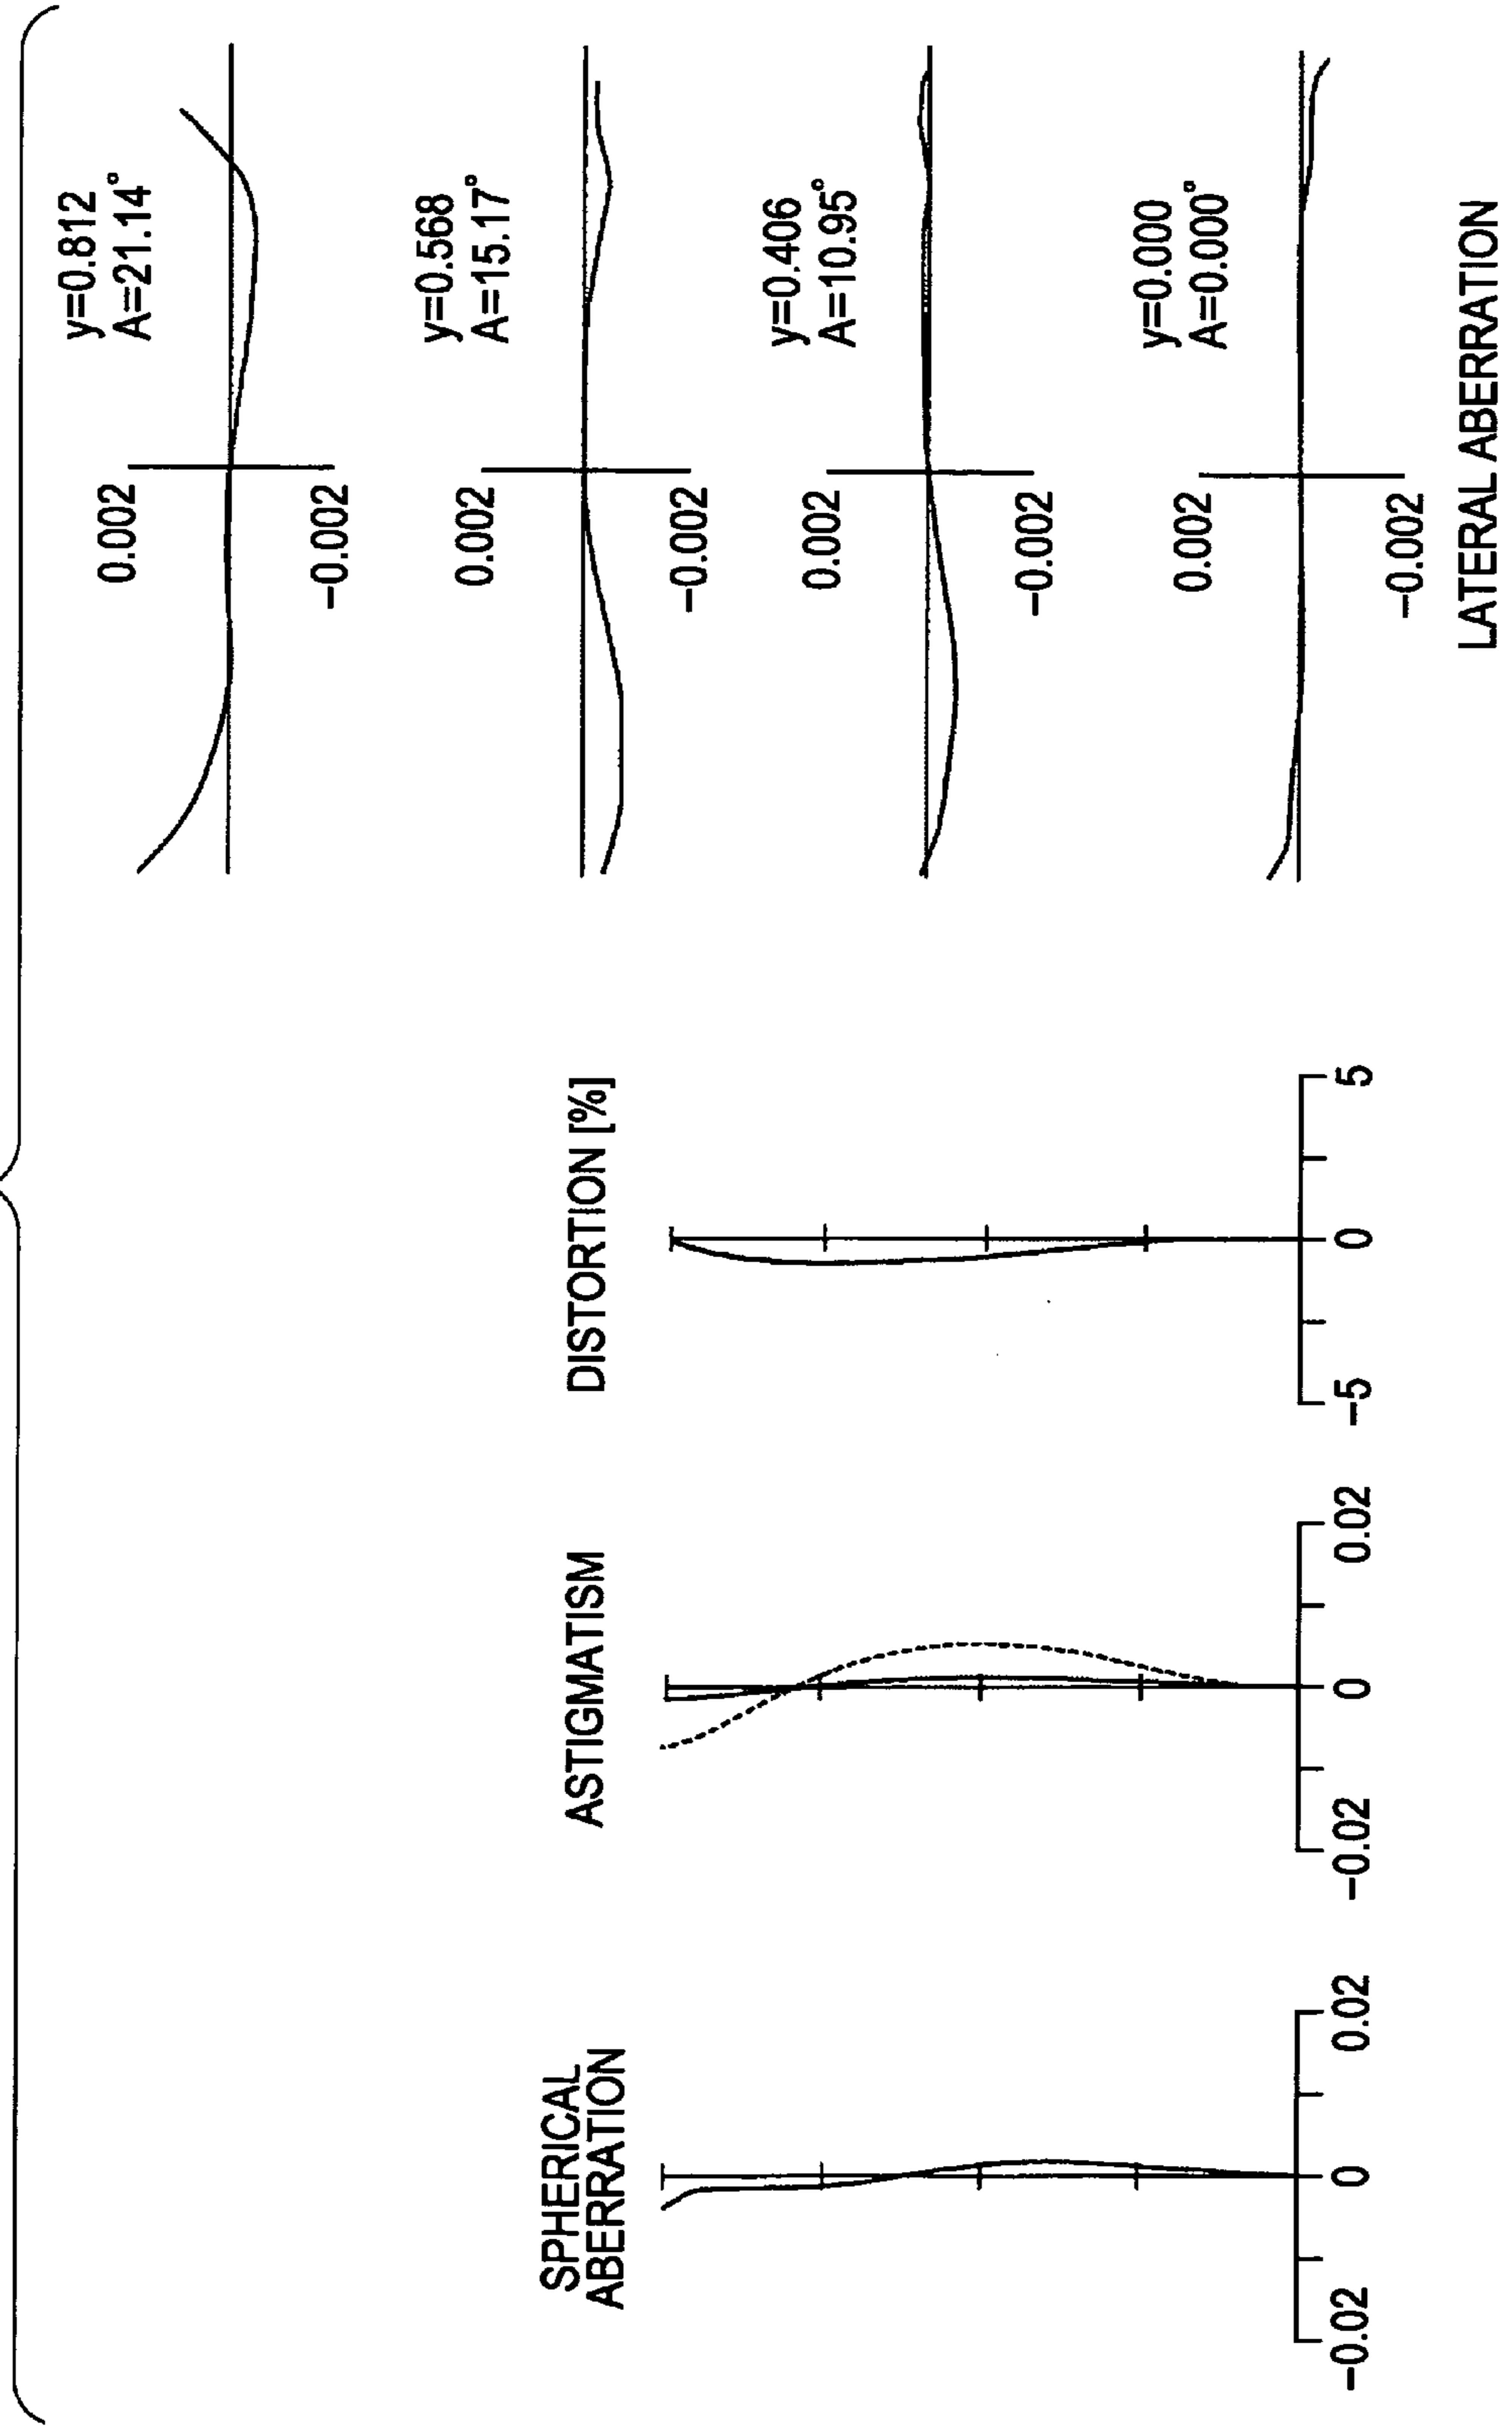 SPHERICAL
ABERRATION
-0.02
0
0.02
ASTIGMATISM
-0.02
0
0.02
DISTORTION [%]
-5
0
5
y=0.812
A=21.14°
0.002
-0.002
y=0.568
A=15.17°
0.002
-0.002
y=0.406
A=10.95°
0.002
-0.002
y=0.000
A=0.000°
0.002
-0.002
LATERAL ABERRATION